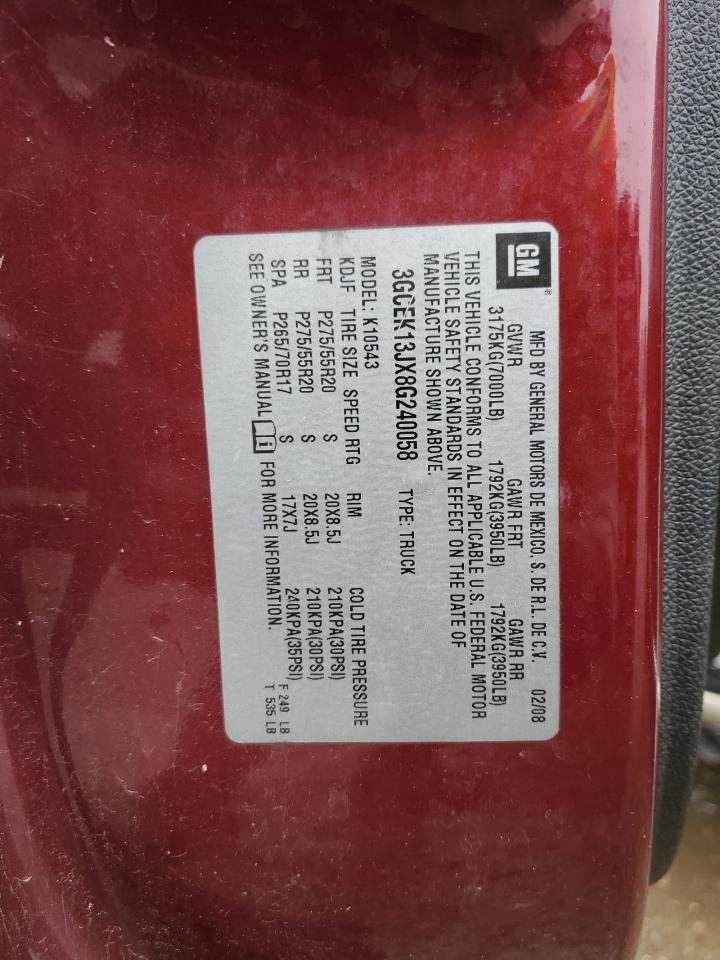 GM ®
MFD BY GENERAL MOTORS DE MEXICO, S. DE R.L. DE C.V. 02/08
GVWR GAWR FRT GAWR RR
3175KG(7000LB) 1792KG(3950LB) 1792KG(3950LB)
THIS VEHICLE CONFORMS TO ALL APPLICABLE U.S. FEDERAL MOTOR
VEHICLE SAFETY STANDARDS IN EFFECT ON THE DATE OF
MANUFACTURE SHOWN ABOVE.
3GCEK13JX8G240058 TYPE: TRUCK
MODEL: K10543
KDJF TIRE SIZE SPEED RTG RIM COLD TIRE PRESSURE
FRT P275/55R20 S 20X8.5J 210KPA(30PSI)
RR P275/55R20 S 20X8.5J 210KPA(30PSI)
SPA P265/70R17 S 17X7J 240KPA(35PSI)
SEE OWNER'S MANUAL FOR MORE INFORMATION.
F 249 LB
T 535 LB